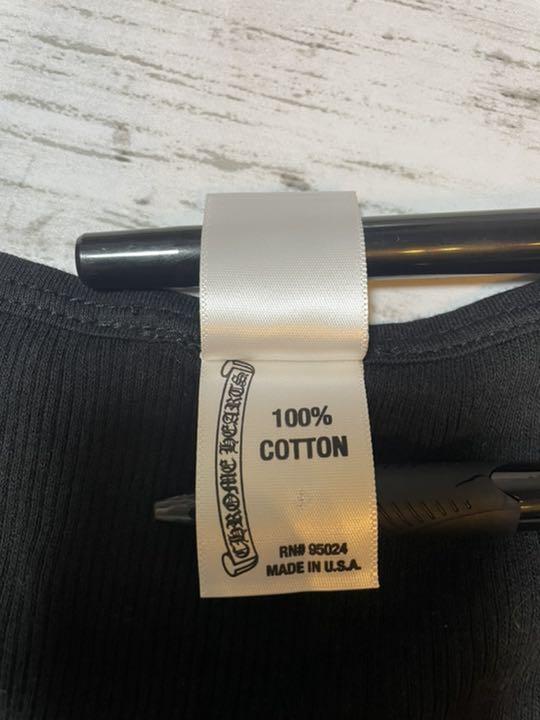 CHROME HEARTS
100%
COTTON
RN# 95024
MADE IN U.S.A.